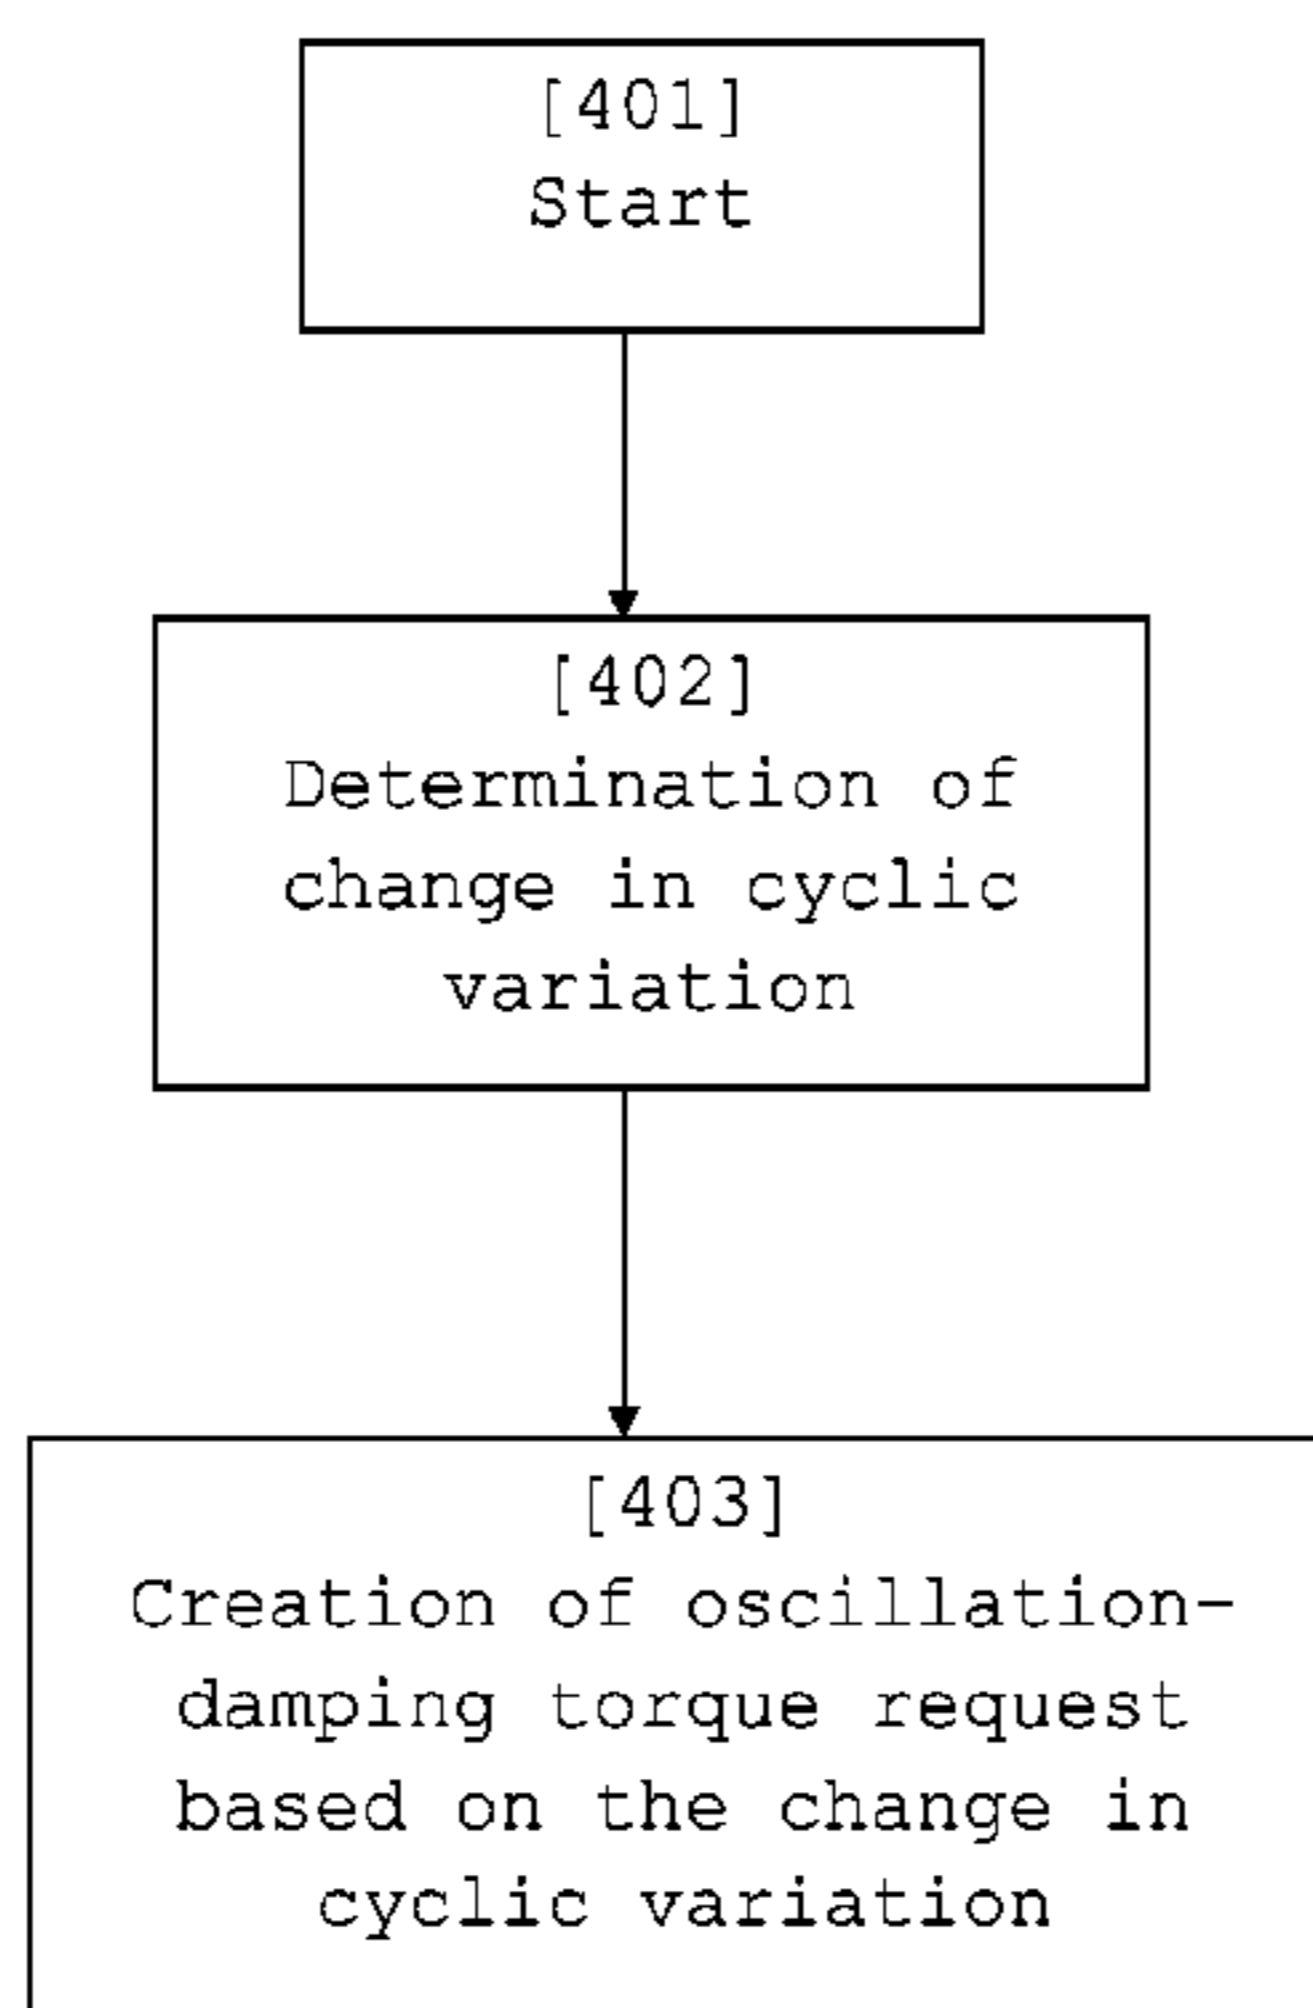 [401]
Start
[402]
Determination of
change in cyclic
variation
[403]
Creation of oscillation-
damping torque request
based on the change in
cyclic variation